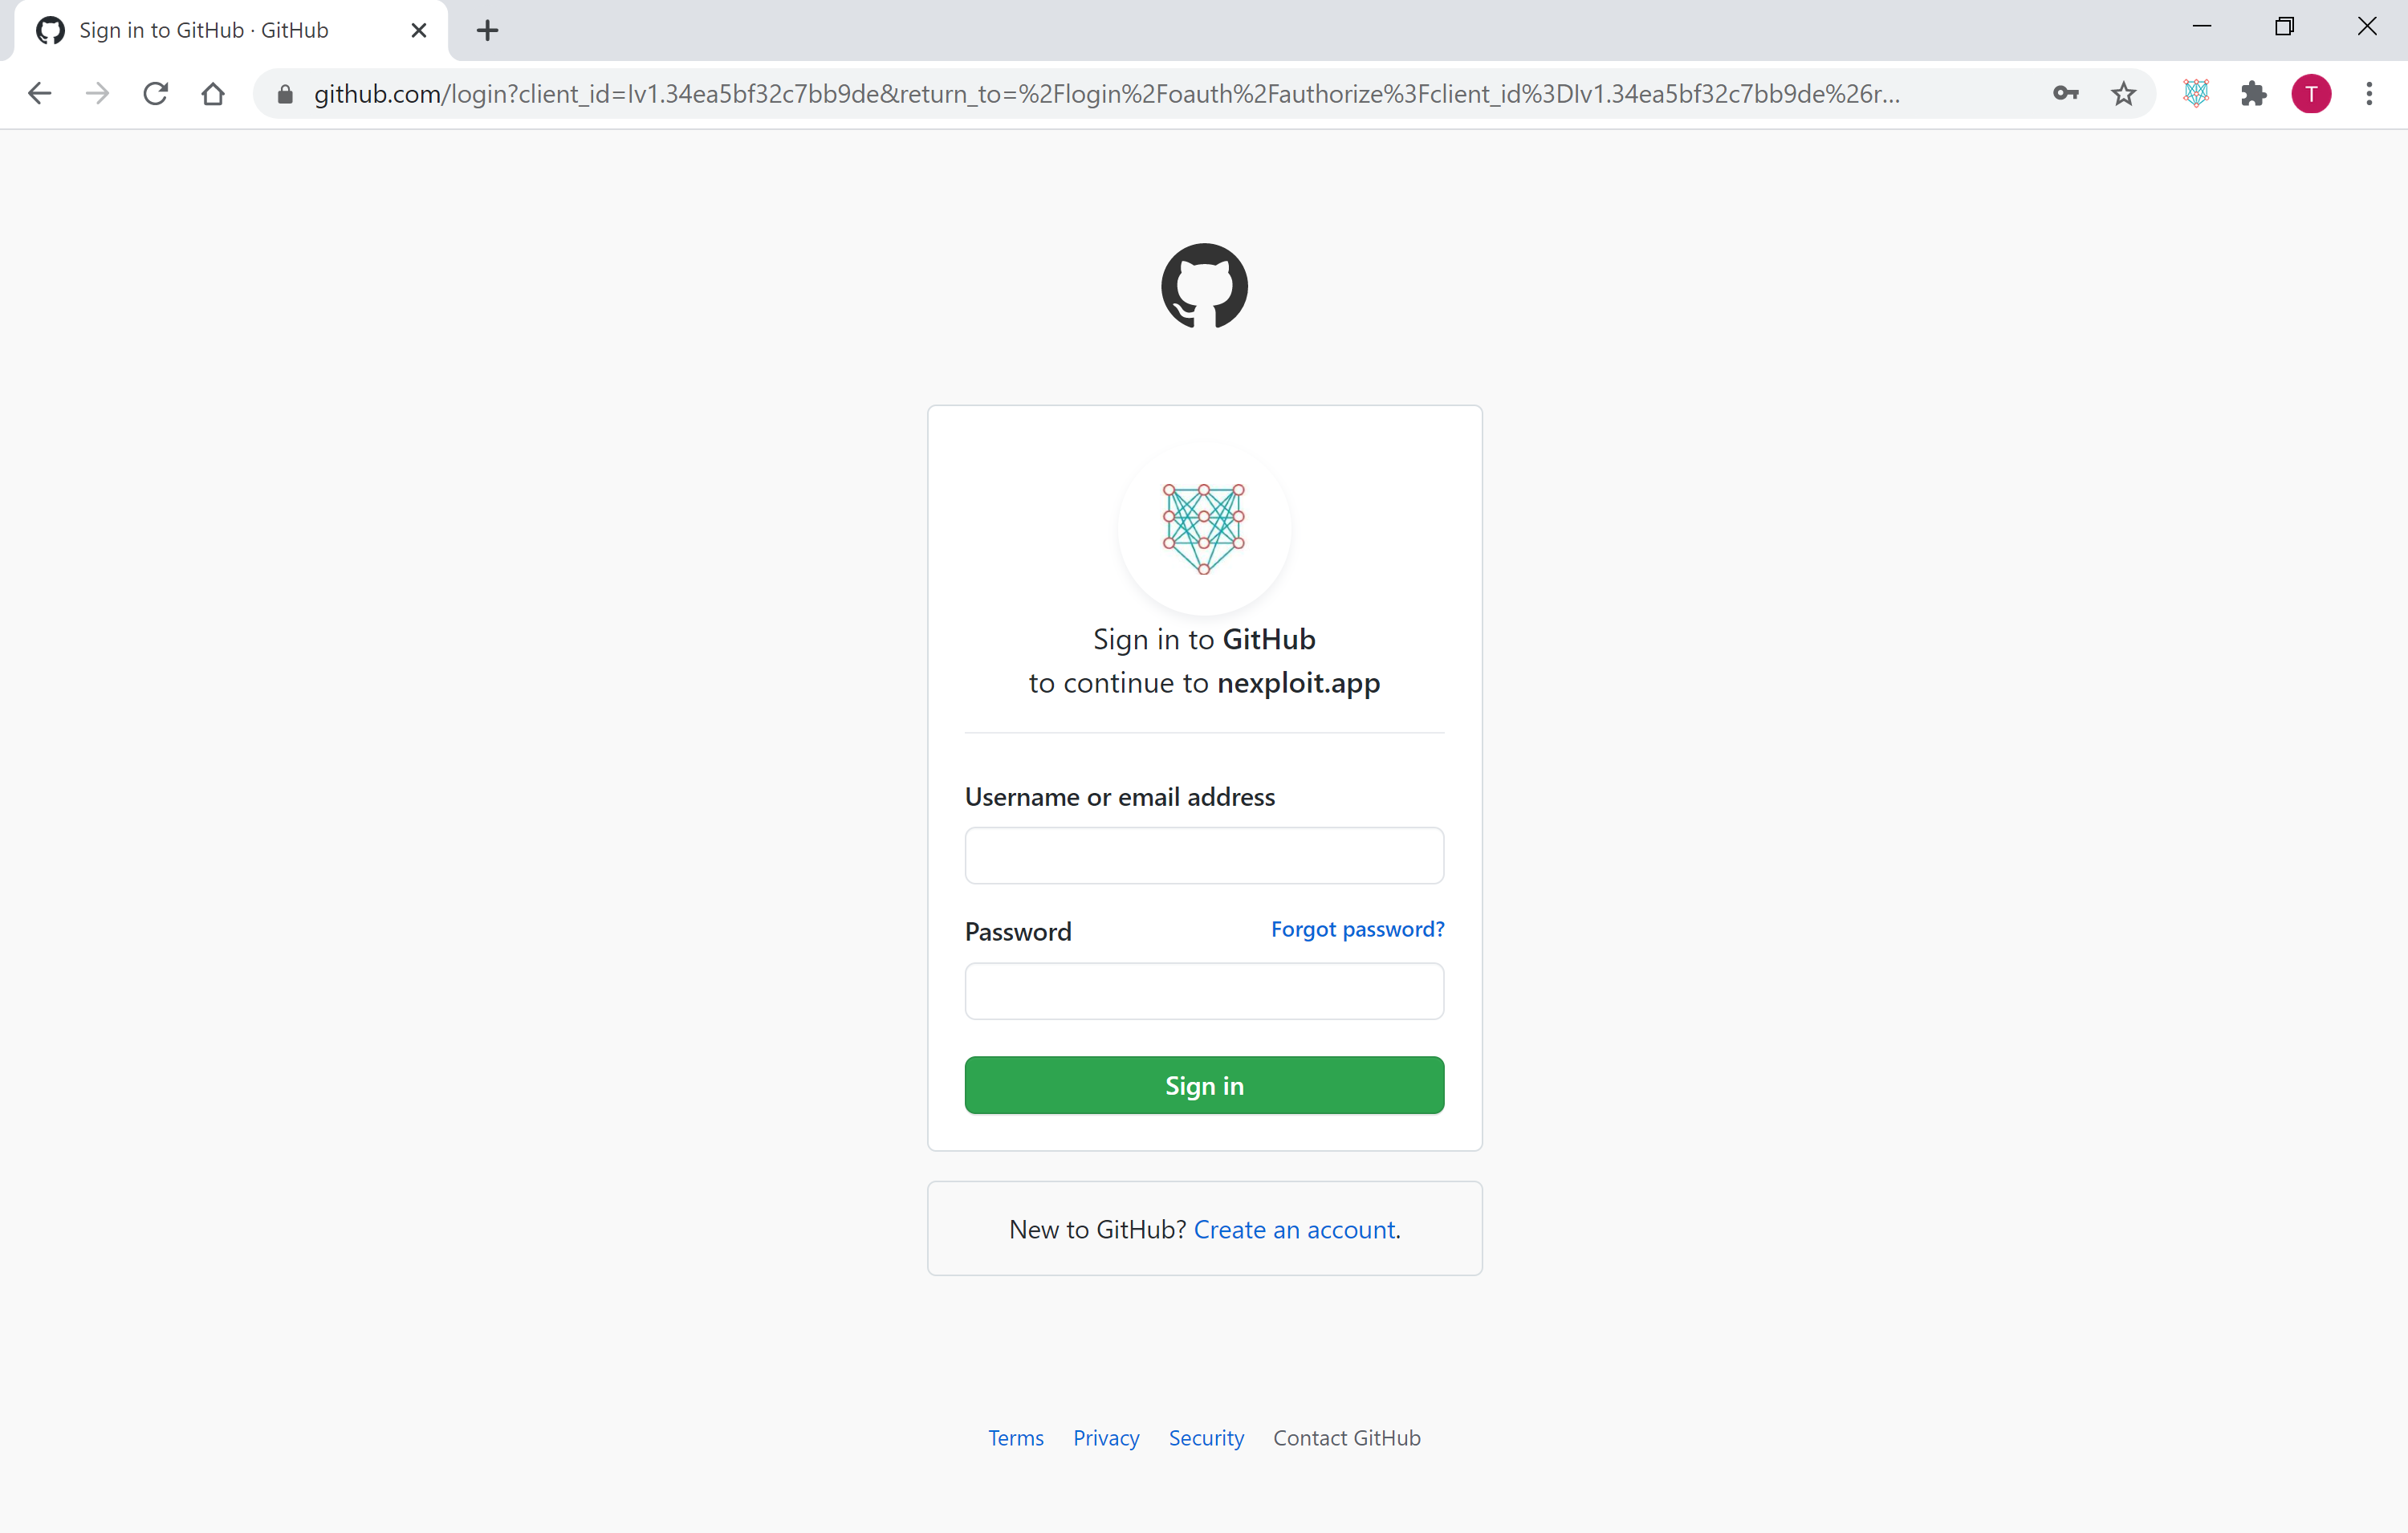 Sign in to GitHub · GitHub
github.com/login?client_id=Iv1.34ea5bf32c7bb9de&return_to=%2Flogin%2Foauth%2Fauthorize%3Fclient_id%3DIv1.34ea5bf32c7bb9de%26r...
T
Sign in to GitHub
to continue to nexploit.app
Username or email address
Password
Forgot password?
Sign in
New to GitHub? Create an account.
Terms Privacy Security Contact GitHub